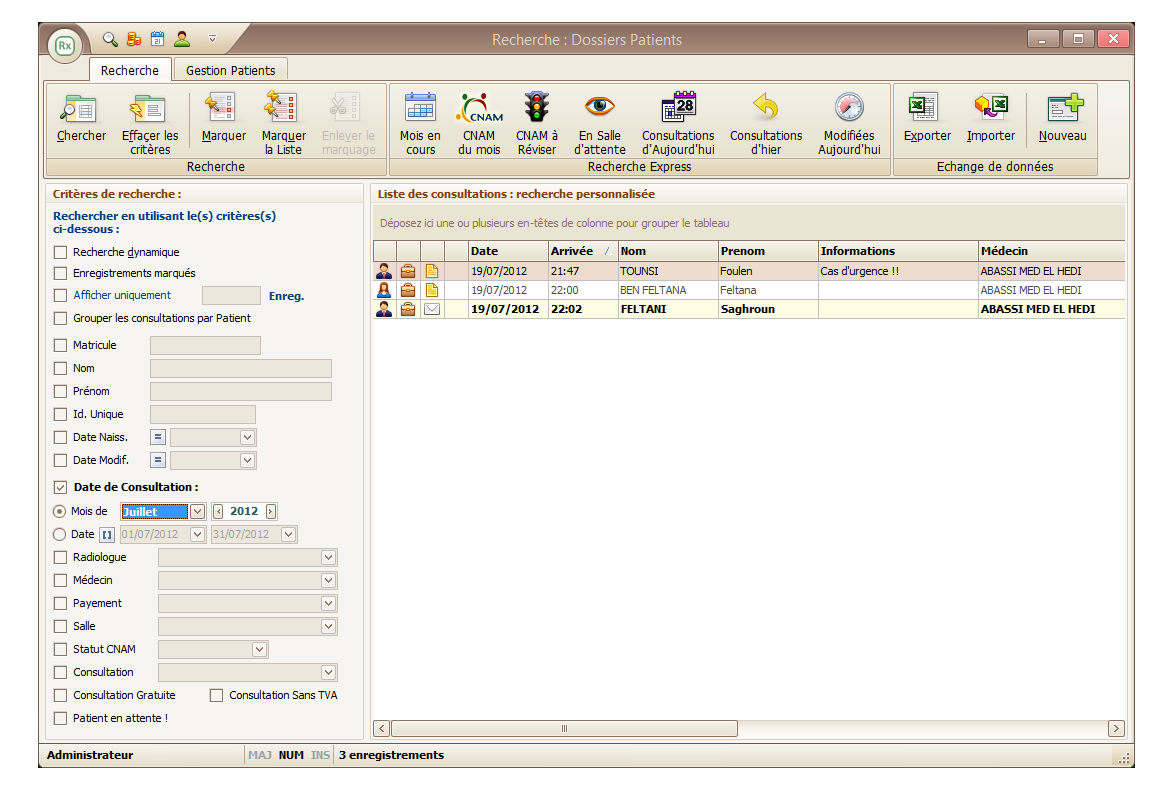 Rx
Recherche : Dossiers Patients
Recherche Gestion Patients
Chercher
Effaçer les
critères
Marquer
Marquer
la Liste
Enlever le
marquage
Recherche
Mois en
cours
CNAM
CNAM
du mois
CNAM à
Réviser
En Salle
d'attente
28
Consultations
d'Aujourd'hui
Consultations
d'hier
Modifiées
Aujourd'hui
Recherche Express
Exporter
Importer
Nouveau
Echange de données
Critères de recherche :
Rechercher en utilisant le(s) critères(s)
ci-dessous :
Recherche dynamique
Enregistrements marqués
Afficher uniquement Enreg.
Grouper les consultations par Patient
Matricule
Nom
Prénom
Id. Unique
Date Naiss. =
Date Modif. =
Date de Consultation :
Mois de Juillet 2012
Date 01/07/2012 31/07/2012
Radiologue
Médecin
Payement
Salle
Statut CNAM
Consultation
Consultation Gratuite Consultation Sans TVA
Patient en attente !
Liste des consultations : recherche personnalisée
Déposez ici une ou plusieurs en-têtes de colonne pour grouper le tableau
Date Arrivée Nom Prenom Informations Médecin
19/07/2012 21:47 TOUNSI Foulen Cas d'urgence !! ABASSI MED EL HEDI
19/07/2012 22:00 BEN FELTANA Feltana ABASSI MED EL HEDI
19/07/2012 22:02 FELTANI Saghroun ABASSI MED EL HEDI
Administrateur MAJ NUM INS 3 enregistrements